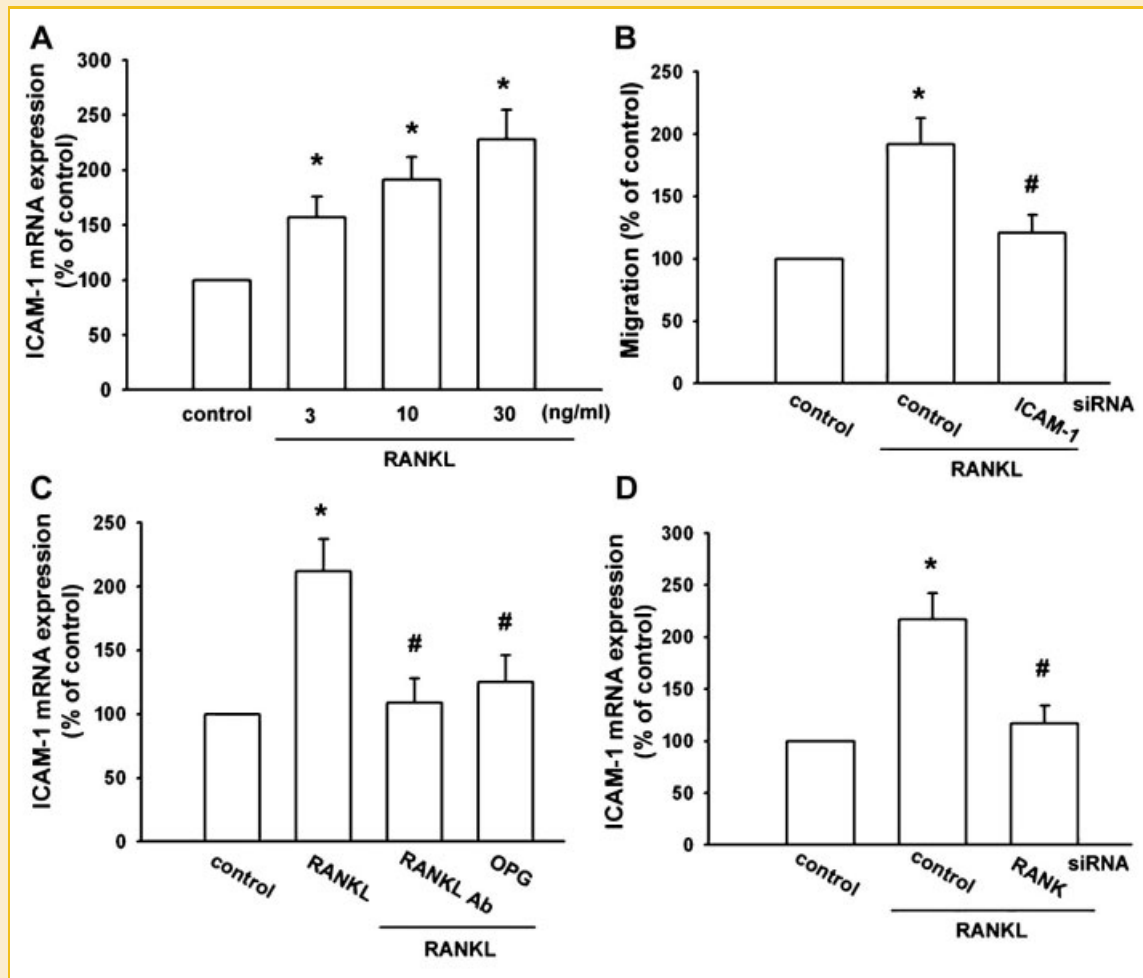 A
ICAM-1 mRNA expression
(% of control)
300
250
200
150
100
50
0
* * *
control 3 10 30 (ng/ml)
RANKL
B
Migration (% of control)
250
200
150
100
50
0
* #
control control ICAM-1 siRNA
RANKL
C
ICAM-1 mRNA expression
(% of control)
250
200
150
100
50
0
* # #
control RANKL RANKL Ab OPG
RANKL
D
ICAM-1 mRNA expression
(% of control)
300
250
200
150
100
50
0
* #
control control RANK siRNA
RANKL